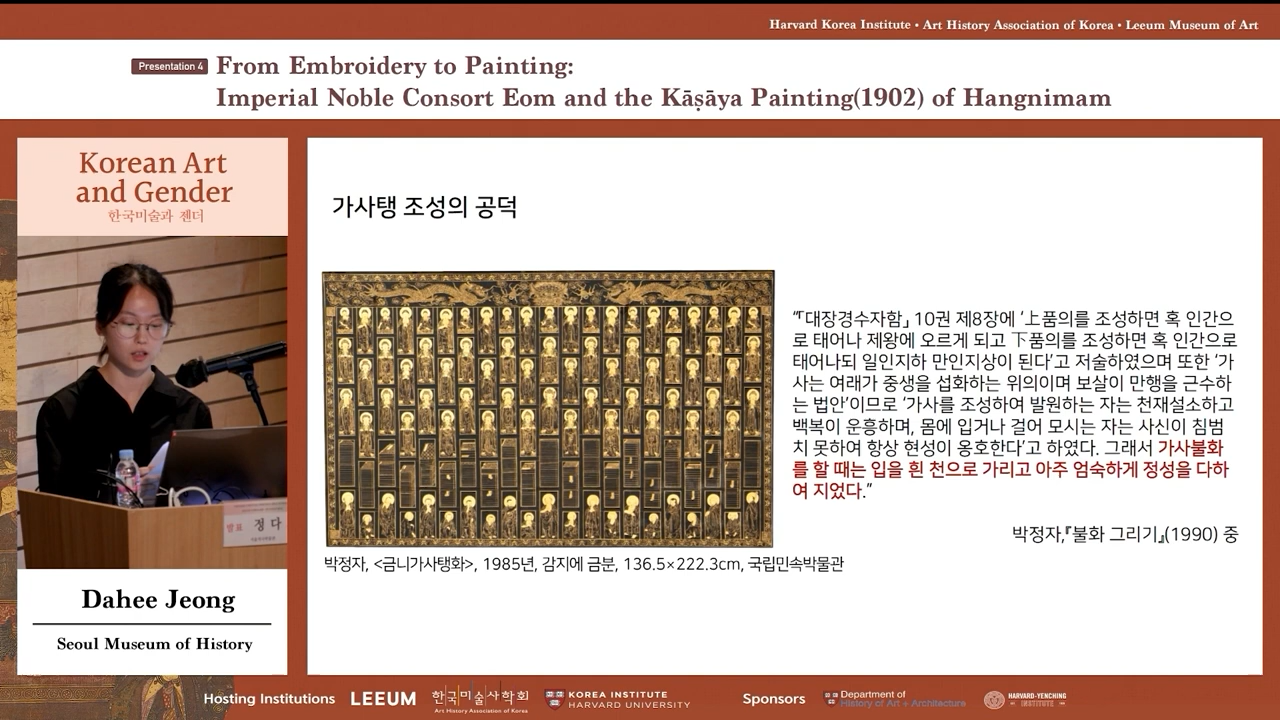 Harvard Korea Institute • Art History Association of Korea • Leeum Museum of Art
Presentation 4
From Embroidery to Painting:
Imperial Noble Consort Eom and the Kāṣāya Painting(1902) of Hangnimam
Korean Art
and Gender
한국미술과 젠더
발표 정다
Dahee Jeong
Seoul Museum of History
가사탱 조성의 공덕
“『대장경수자함』 10권 제8장에 ‘上품의를 조성하면 혹 인간으
로 태어나 제왕에 오르게 되고 下품의를 조성하면 혹 인간으로
태어나되 일인지하 만인지상이 된다’고 저술하였으며 또한 ‘가
사는 여래가 중생을 섭화하는 위의이며 보살이 만행을 근수하
는 법안’이므로 ‘가사를 조성하여 발원하는 자는 천재설소하고
백복이 운흥하며, 몸에 입거나 걸어 모시는 자는 사신이 침범
치 못하여 항상 현성이 옹호한다’고 하였다. 그래서 가사불화
를 할 때는 입을 흰 천으로 가리고 아주 엄숙하게 정성을 다하
여 지었다.”
박정자,『불화 그리기』(1990) 중
박정자, <금니가사탱화>, 1985년, 감지에 금분, 136.5×222.3cm, 국립민속박물관
Hosting Institutions
LEEUM
한국미술사학회
Art History Association of Korea
KOREA INSTITUTE
HARVARD UNIVERSITY
Sponsors
Department of
History of Art + Architecture
HARVARD-YENCHING
INSTITUTE